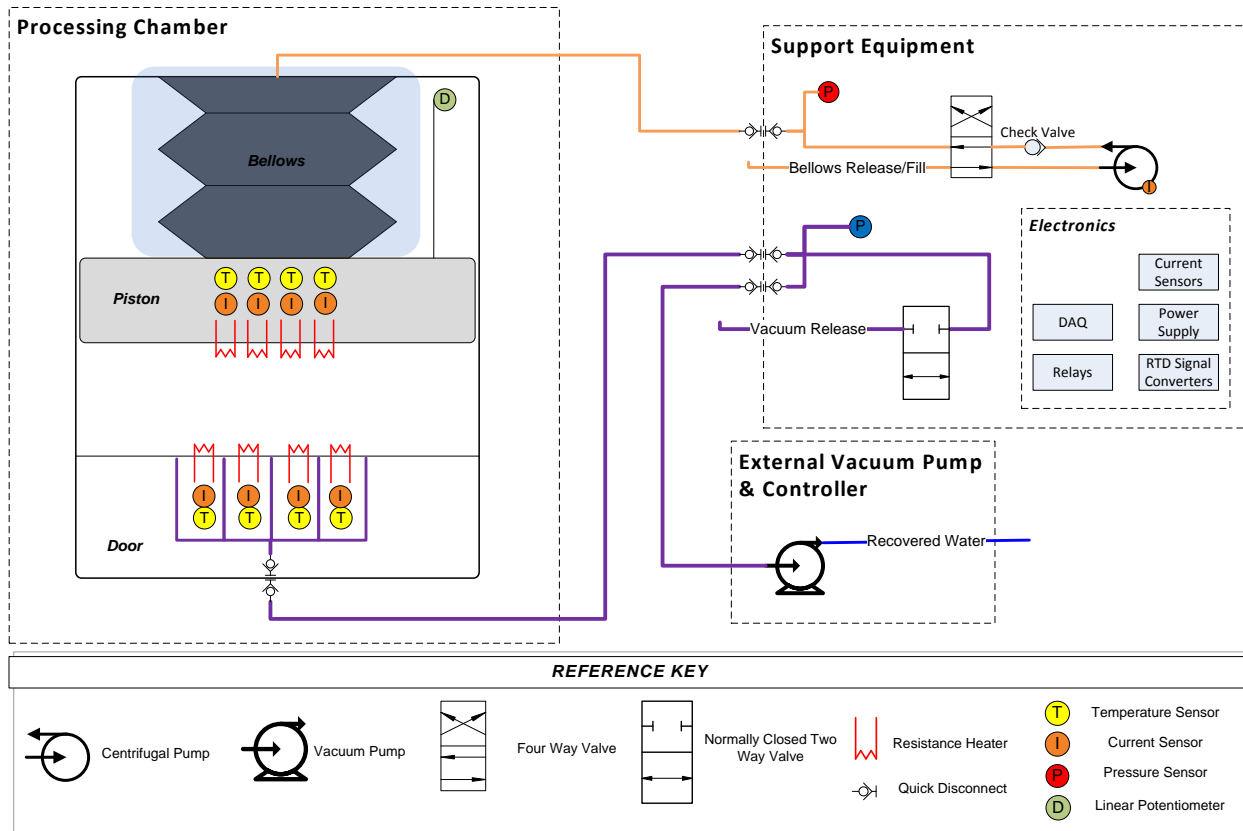 Processing Chamber
D
Bellows
T T T T
I I I I
Piston
I I I I
T T T T
Door
Support Equipment
P
Check Valve
Bellows Release/Fill
I
P
Vacuum Release
Electronics
Current
Sensors
DAQ
Power
Supply
Relays
RTD Signal
Converters
External Vacuum Pump
& Controller
Recovered Water
REFERENCE KEY
Centrifugal Pump
Vacuum Pump
Four Way Valve
Normally Closed Two
Way Valve
Resistance Heater
Quick Disconnect
T Temperature Sensor
I Current Sensor
P Pressure Sensor
D Linear Potentiometer